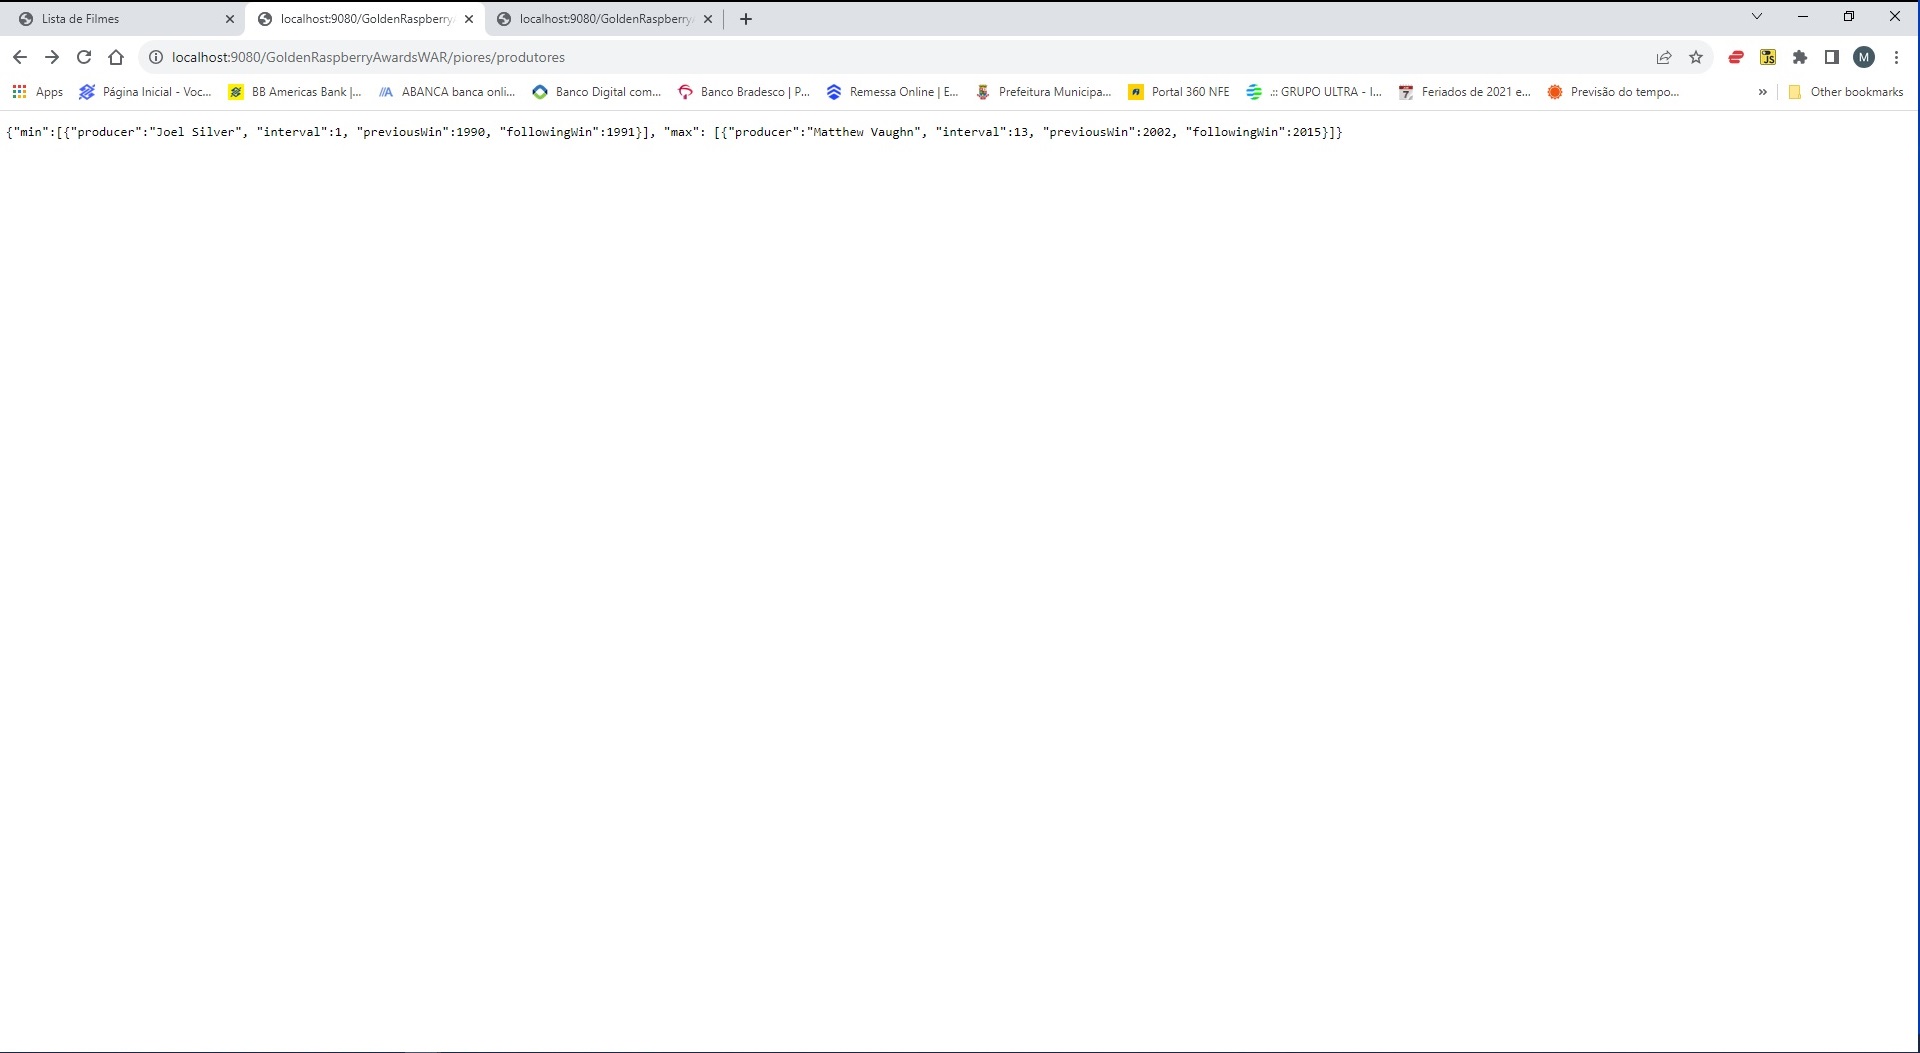 Lista de Filmes
localhost:9080/GoldenRaspberry
localhost:9080/GoldenRaspberry
localhost:9080/GoldenRaspberryAwardsWAR/piores/produtores
JS
M
Apps
Página Inicial - Voc...
BB Americas Bank |...
ABANCA banca onli...
Banco Digital com...
Banco Bradesco | P...
Remessa Online | E...
Prefeitura Municipa...
Portal 360 NFE
.:: GRUPO ULTRA - I...
7
Feriados de 2021 e...
Previsão do tempo...
»
Other bookmarks
{"min":[{"producer":"Joel Silver", "interval":1, "previousWin":1990, "followingWin":1991}], "max": [{"producer":"Matthew Vaughn", "interval":13, "previousWin":2002, "followingWin":2015}]}